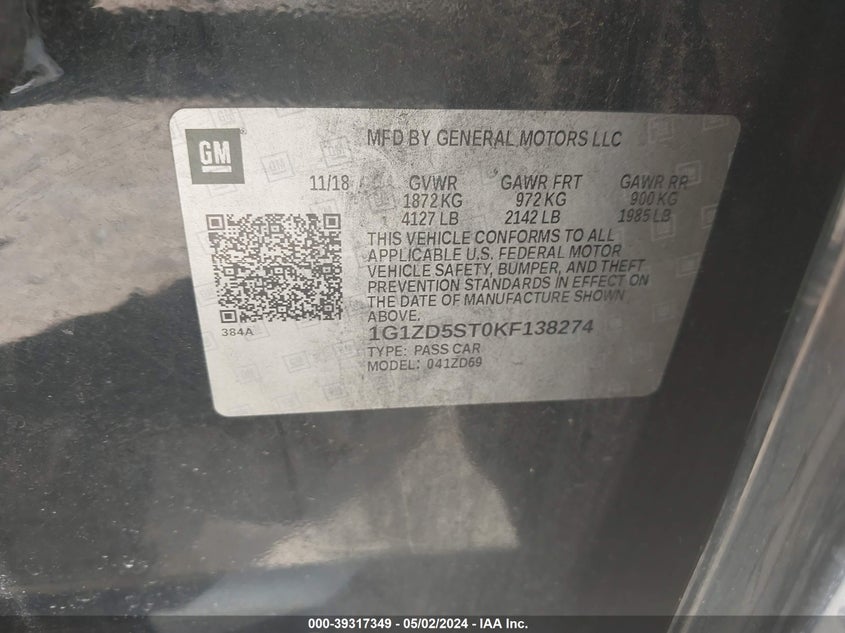 GM
MFD BY GENERAL MOTORS LLC
11/18 GVWR GAWR FRT GAWR RR
1872 KG 972 KG 900 KG
4127 LB 2142 LB 1985 LB
THIS VEHICLE CONFORMS TO ALL
APPLICABLE U.S. FEDERAL MOTOR
VEHICLE SAFETY, BUMPER, AND THEFT
PREVENTION STANDARDS IN EFFECT ON
THE DATE OF MANUFACTURE SHOWN
ABOVE.
384A
1G1ZD5ST0KF138274
TYPE: PASS CAR
MODEL: 041ZD69
000-39317349 - 05/02/2024 - IAA Inc.